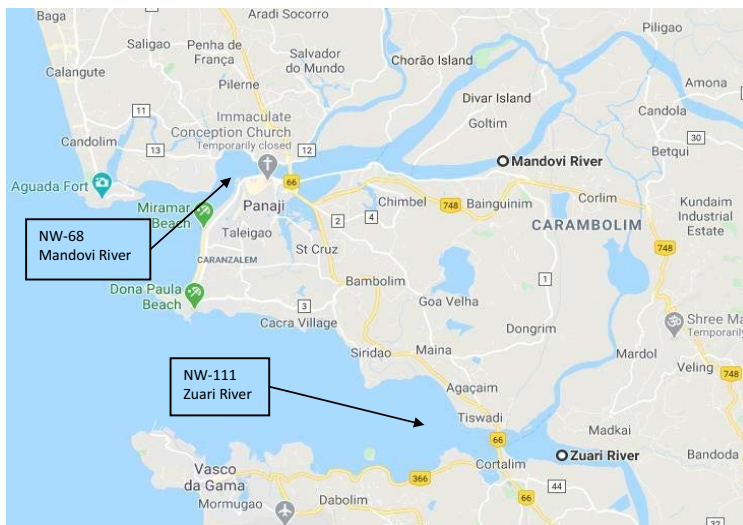 Baga
Aradi Socorro
Piligao
Saligao
Penha de
França
Salvador
do Mundo
Chorão Island
Calangute
Pilerne
Amona
Divar Island
11
Immaculate
Conception Church
Temporarily closed
Goltim
Candola
30
Candolim
13
12
Betqui
Mandovi River
Aguada Fort
66
Panaji
Chimbel
748
Bainguinim
Corlim
Kundaim
Industrial
Estate
NW-68
Mandovi River
Miramar
Beach
Taleigao
2
4
CARAMBOLIM
748
St Cruz
CARANZALEM
Bambolim
1
Dona Paula
Beach
3
Goa Velha
Cacra Village
Dongrim
Shree Ma
Temporarily
Siridao
Maina
Mardol
Veling
748
NW-111
Zuari River
Agaçaim
Tiswadi
Madkai
66
Zuari River
Bandoda
Vasco
da Gama
366
Cortalim
44
Mormugao
Dabolim
66
32